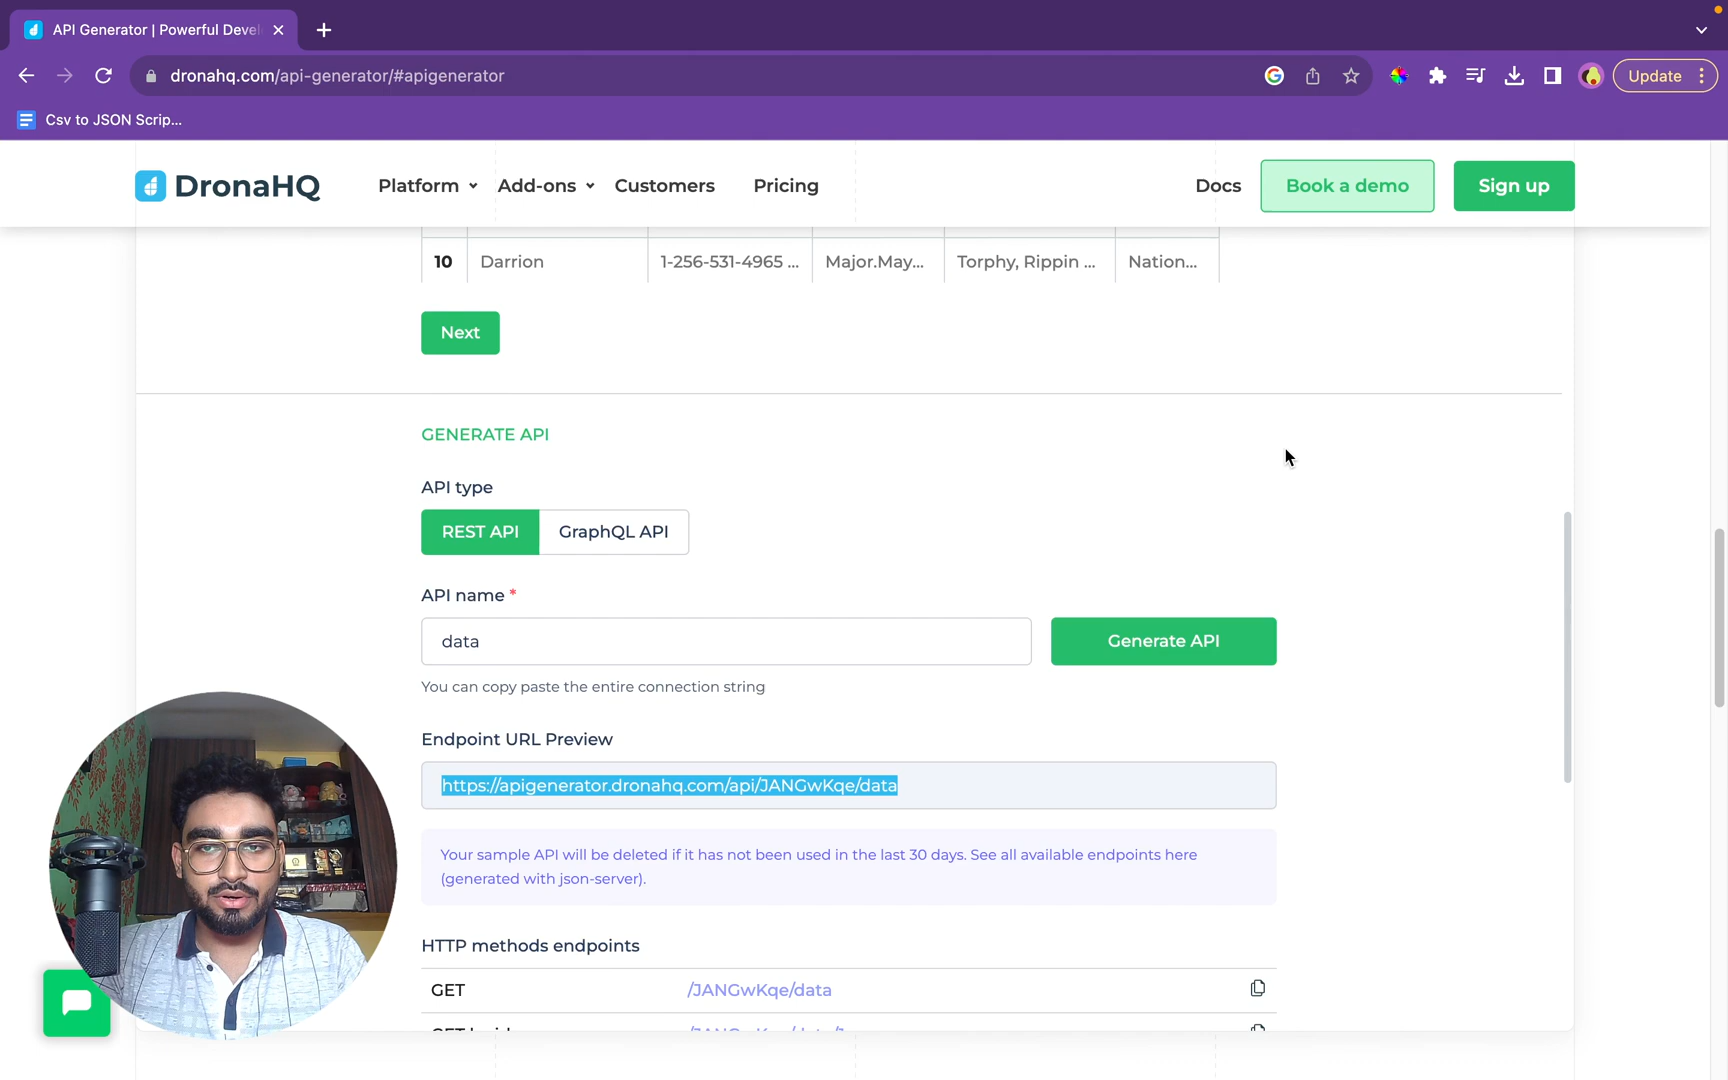 API Generator | Powerful Devel
dronahq.com/api-generator/#apigenerator
Update
Csv to JSON Scrip...
DronaHQ
Platform
Add-ons
Customers
Pricing
Docs
Book a demo
Sign up
10 Darrion 1-256-531-4965 ... Major.May... Torphy, Rippin ... Nation...
Next
GENERATE API
API type
REST API
GraphQL API
API name *
data
Generate API
You can copy paste the entire connection string
Endpoint URL Preview
https://apigenerator.dronahq.com/api/JANGwKqe/data
Your sample API will be deleted if it has not been used in the last 30 days. See all available endpoints here
(generated with json-server).
HTTP methods endpoints
GET /JANGwKqe/data